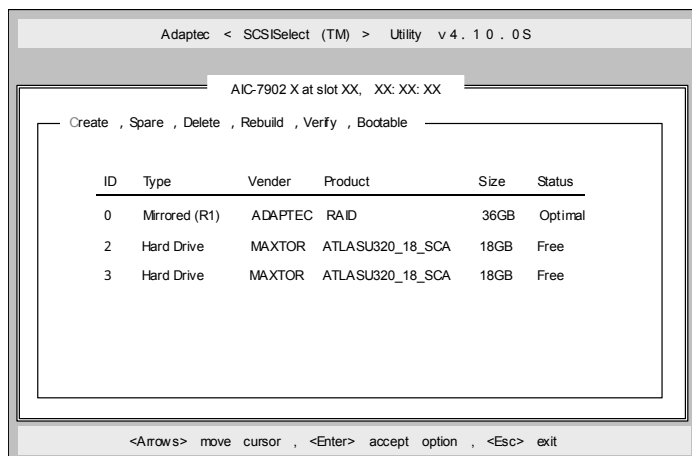 Adaptec < SCSISelect (TM) > Utility v4.10.0S
AIC-7902 X at slot XX, XX: XX: XX
Create , Spare , Delete , Rebuild , Verfy , Bootable
ID Type Vender Product Size Status
0 Mirrored (R1) ADAPTEC RAID 36GB Optimal
2 Hard Drive MAXTOR ATLASU320_18_SCA 18GB Free
3 Hard Drive MAXTOR ATLASU320_18_SCA 18GB Free
<Arrows> move cursor , <Enter> accept option , <Esc> exit